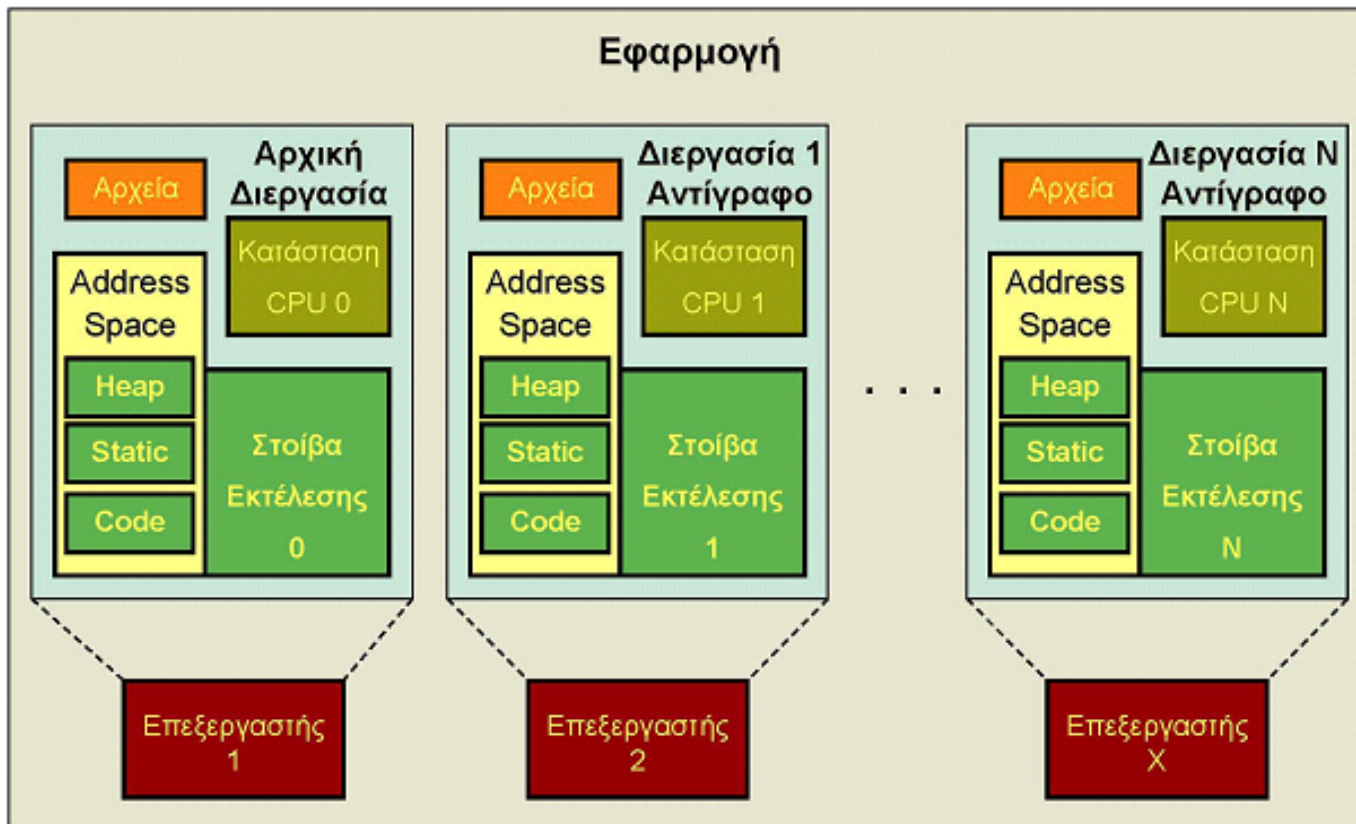 Εφαρμογή
Αρχική
Διεργασία
Αρχεία
Κατάσταση
CPU 0
Address
Space
Heap
Static
Code
Στοίβα
Εκτέλεσης
0
Διεργασία 1
Αντίγραφο
Αρχεία
Κατάσταση
CPU 1
Address
Space
Heap
Static
Code
Στοίβα
Εκτέλεσης
1
. . .
Διεργασία N
Αντίγραφο
Αρχεία
Κατάσταση
CPU N
Address
Space
Heap
Static
Code
Στοίβα
Εκτέλεσης
N
Επεξεργαστής
1
Επεξεργαστής
2
Επεξεργαστής
X